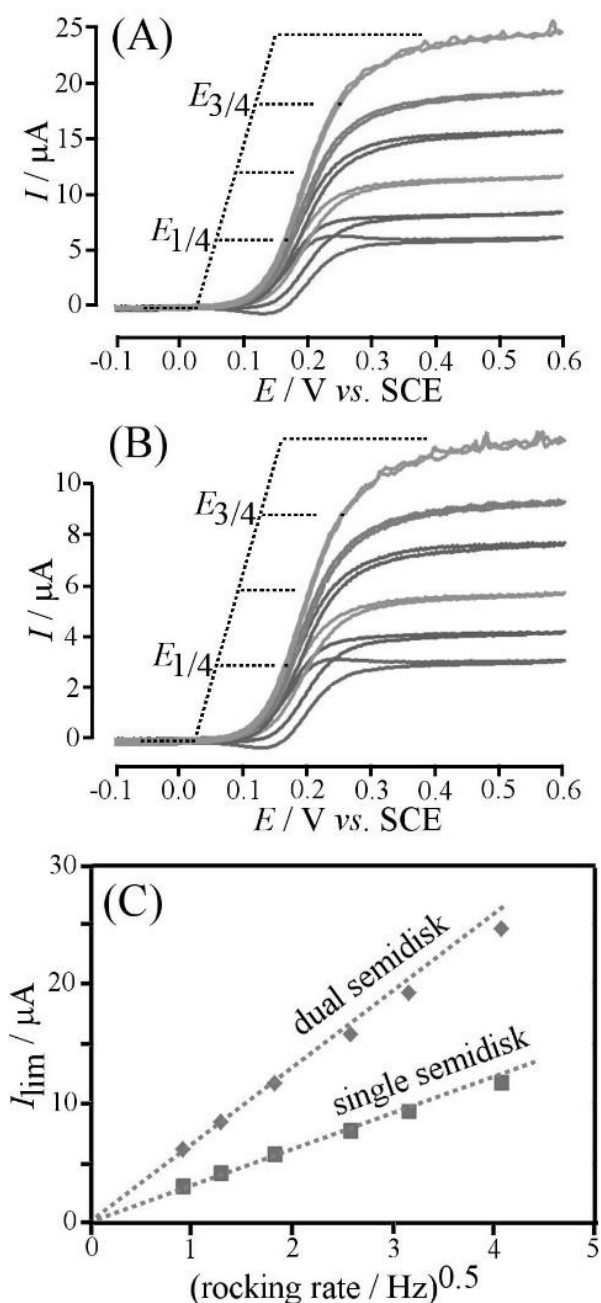 (A)
25
20
15
10
5
0
I / μA
E3/4
E1/4
-0.1 0.0 0.1 0.2 0.3 0.4 0.5 0.6
E / V vs. SCE
(B)
10
8
6
4
2
0
I / μA
E3/4
E1/4
-0.1 0.0 0.1 0.2 0.3 0.4 0.5 0.6
E / V vs. SCE
(C)
30
20
10
0
Ilim / μA
dual semidisk
single semidisk
0 1 2 3 4 5
(rocking rate / Hz)0.5